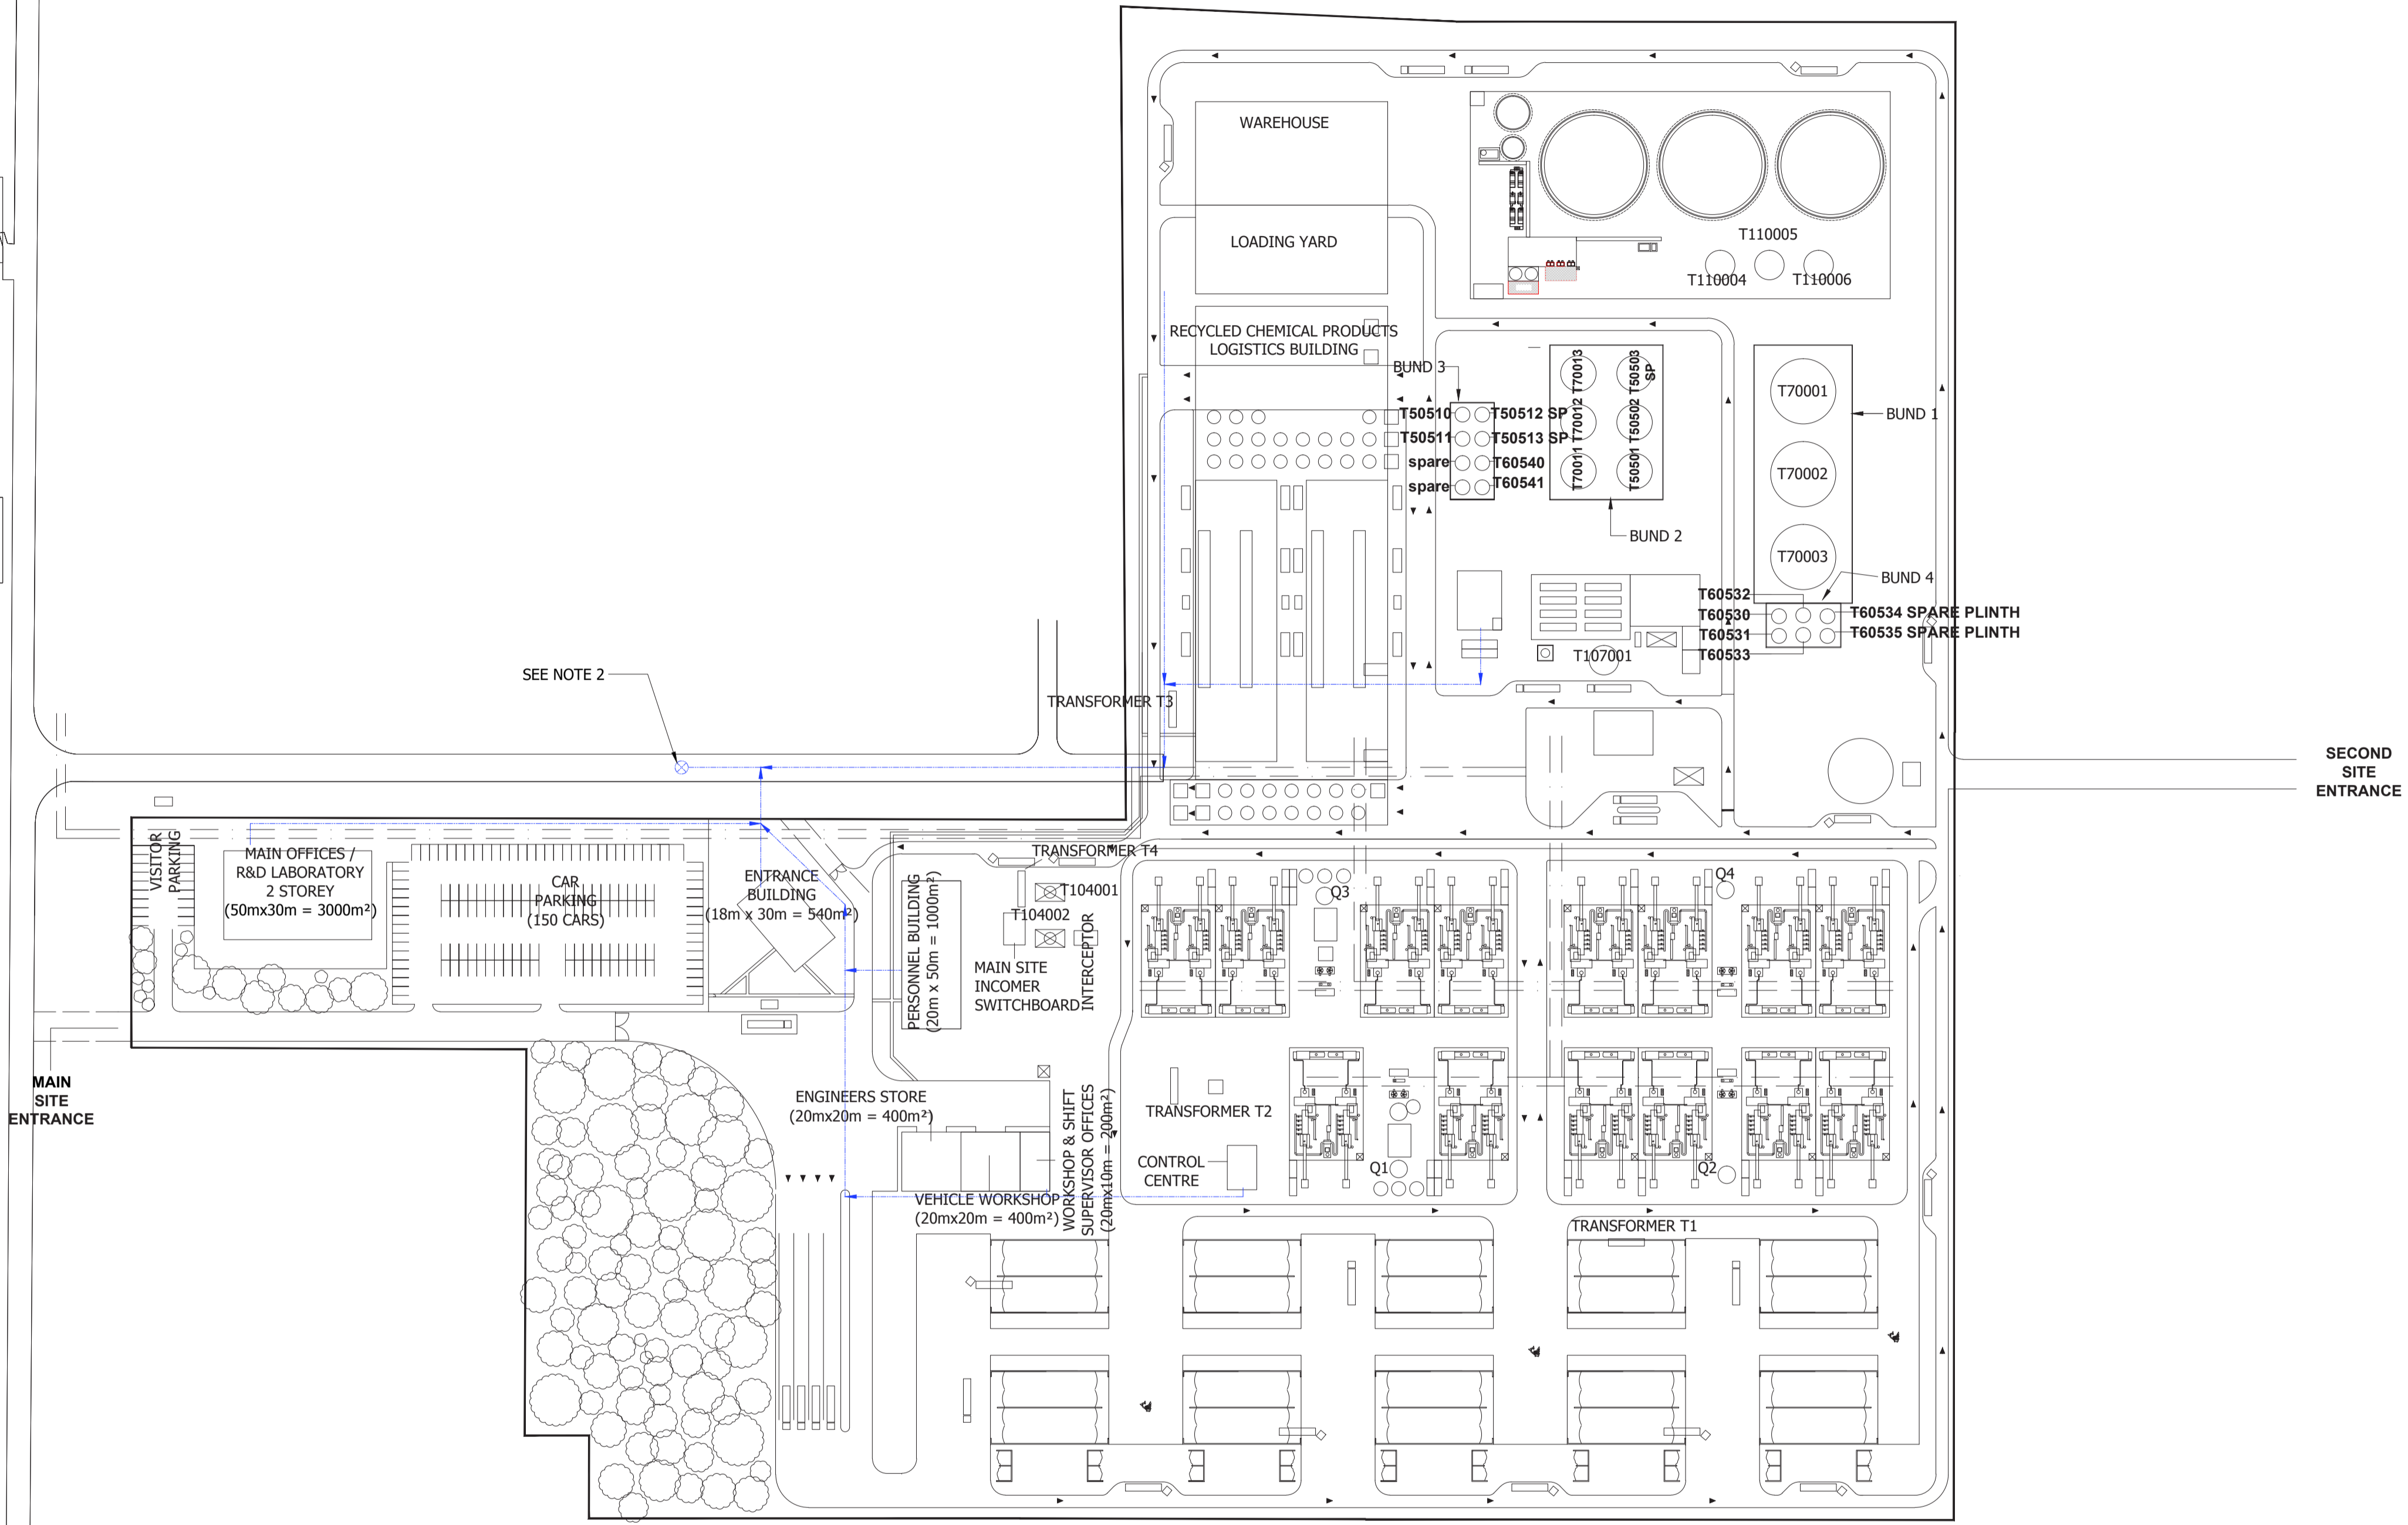 WAREHOUSE
LOADING YARD
T110005
T110004
T110006
RECYCLED CHEMICAL PRODUCTS
LOGISTICS BUILDING
BUND 3
T50510
T50512 SP
T50511
T50513 SP
spare
T60540
spare
T60541
T70013
T70012
T70011
T50503
SP
T50502
T50501
BUND 2
T70001
T70002
T70003
BUND 1
BUND 4
T60532
T60530
T60531
T60533
T60534 SPARE PLINTH
T60535 SPARE PLINTH
T107001
SEE NOTE 2
TRANSFORMER T3
SECOND
SITE
ENTRANCE
VISITOR
PARKING
MAIN OFFICES /
R&D LABORATORY
2 STOREY
(50mx30m = 3000m²)
CAR
PARKING
(150 CARS)
ENTRANCE
BUILDING
(18m x 30m = 540m²)
PERSONNEL BUILDING
(20m x 50m = 1000m²)
TRANSFORMER T4
T104001
T104002
MAIN SITE
INCOMER
SWITCHBOARD
INTERCEPTOR
Q3
Q4
MAIN
SITE
ENTRANCE
ENGINEERS STORE
(20mx20m = 400m²)
VEHICLE WORKSHOP
(20mx20m = 400m²)
WORKSHOP & SHIFT
SUPERVISOR OFFICES
(20mx10m = 200m²)
TRANSFORMER T2
CONTROL
CENTRE
Q1
Q2
TRANSFORMER T1